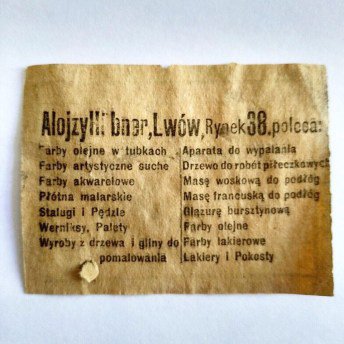 Alojzy Hübner, Lwów, Rynek 38, poleca:
Farby olejne w tubkach
Farby artystyczne suche
Farby akwarelowe
Płótna malarskie
Stalugi i Pędzle
Werniksy, Palety
Wyroby z drzewa i gliny do
pomalowania
Aparata do wypalania
Drzewo do robót piłeczkowych
Masę woskową do podłóg
Masę francuską do podłóg
Glazurę bursztynową
Farby olejne
Farby lakierowe
Lakiery i Pokosty